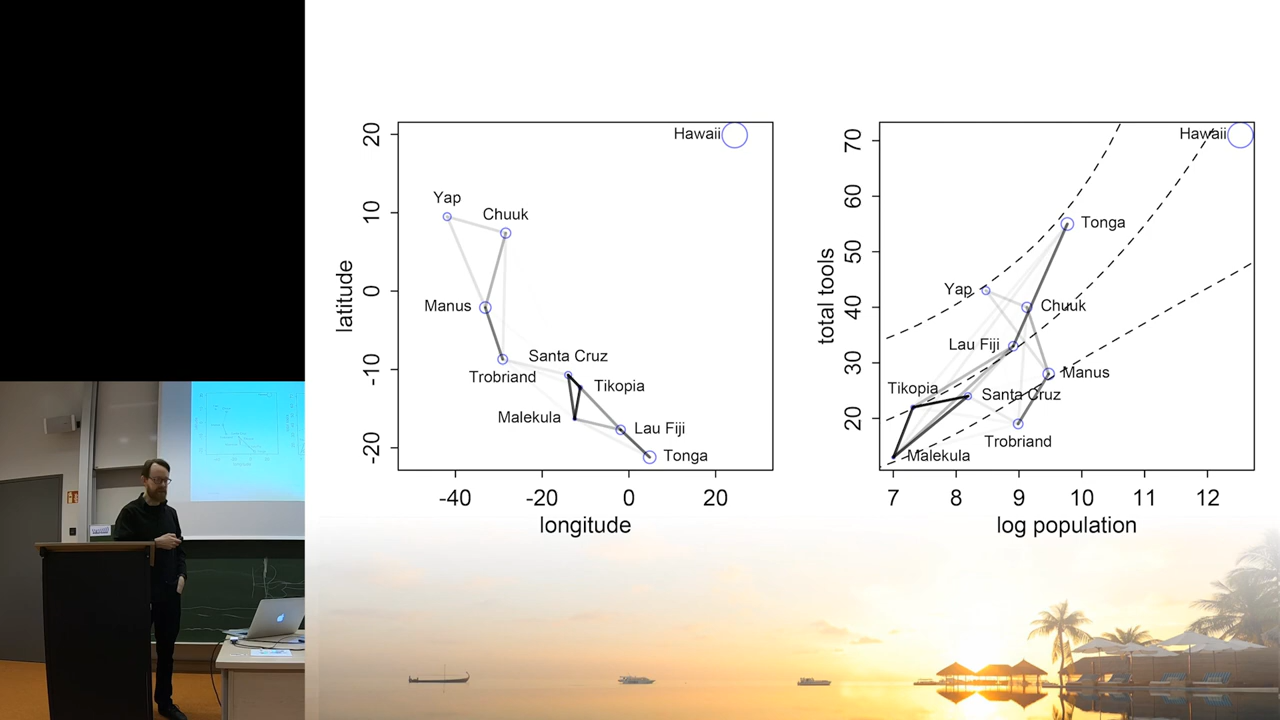 Hawaii
Yap
Chuuk
Manus
Trobriand
Santa Cruz
Tikopia
Malekula
Lau Fiji
Tonga
latitude
20
10
0
-10
-20
-40
-20
0
20
longitude
Hawaii
Tonga
Yap
Chuuk
Lau Fiji
Manus
Tikopia
Santa Cruz
Trobriand
Malekula
total tools
70
60
50
40
30
20
7
8
9
10
11
12
log population